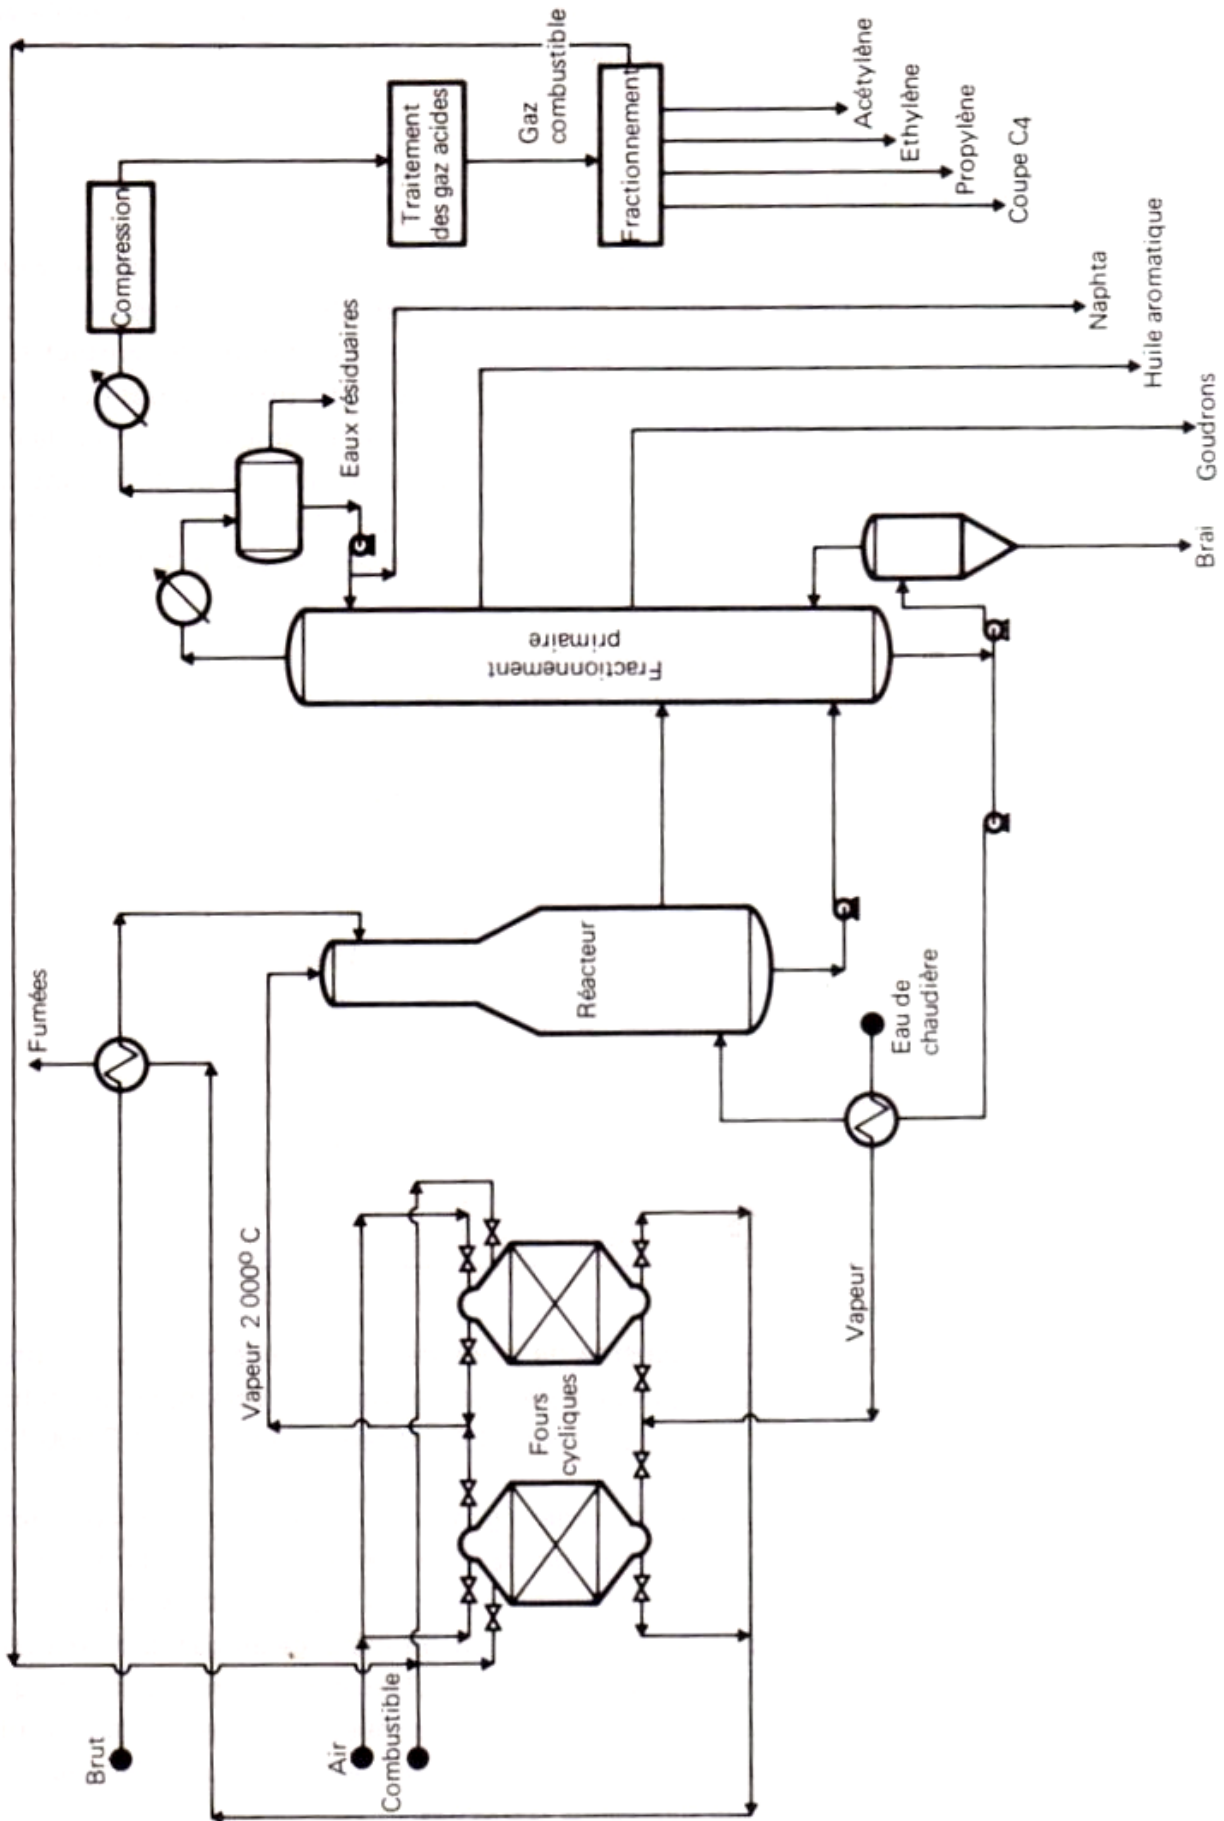 Brut
Air
Combustible
Fumées
Vapeur 2 000º C
Fours
cycliques
Vapeur
Eau de
chaudière
Réacteur
Fractionnement
primaire
Eaux résiduaires
Compression
Traitement
des gaz acides
Gaz
combustible
Fractionnement
Acétylène
Ethylène
Propylène
Coupe C4
Naphta
Huile aromatique
Goudrons
Brai